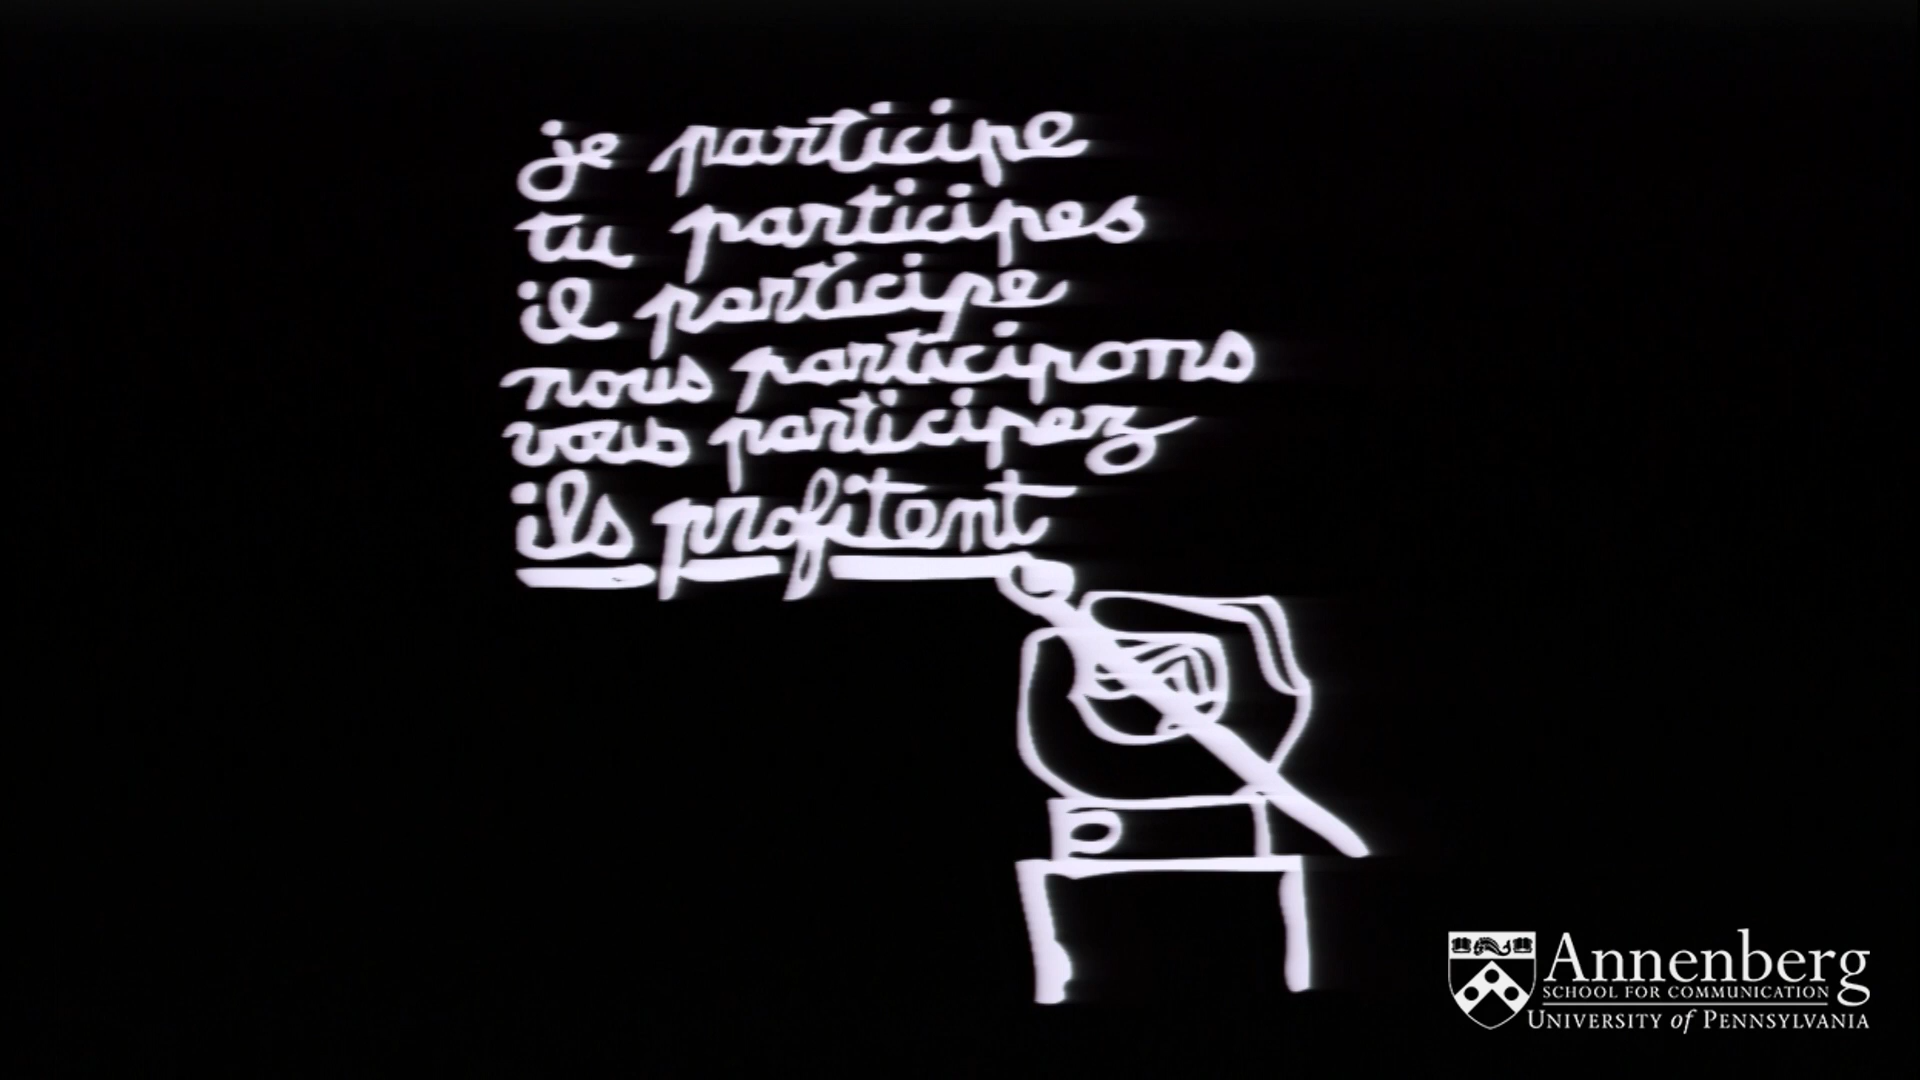 je participe
tu participes
il participe
nous participons
vous participez
ils profitent
Annenberg
SCHOOL FOR COMMUNICATION
UNIVERSITY of PENNSYLVANIA